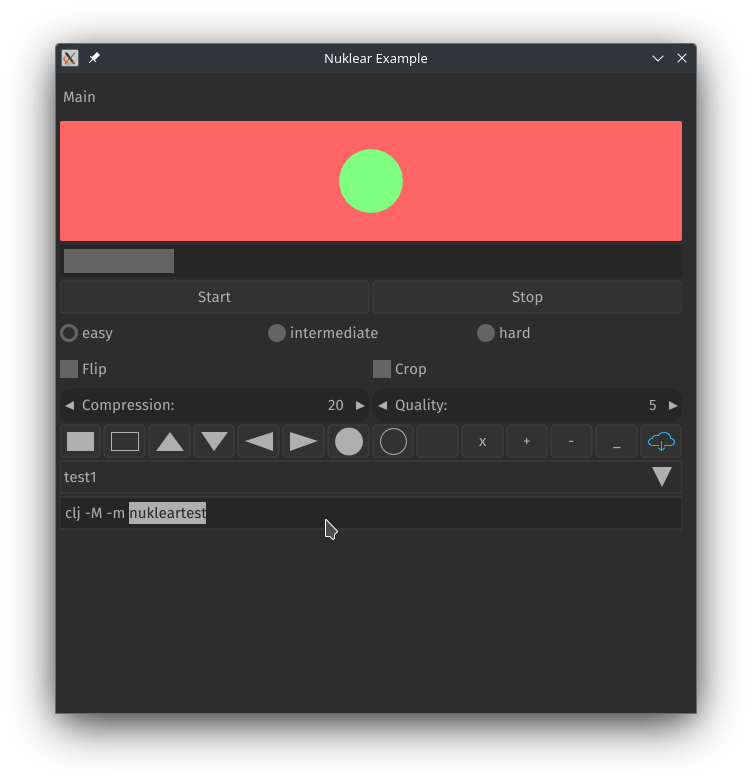 Nuklear Example
Main
Start Stop
easy intermediate hard
Flip Crop
Compression: 20 Quality: 5
x + - _
test1
clj -M -m nukleartest